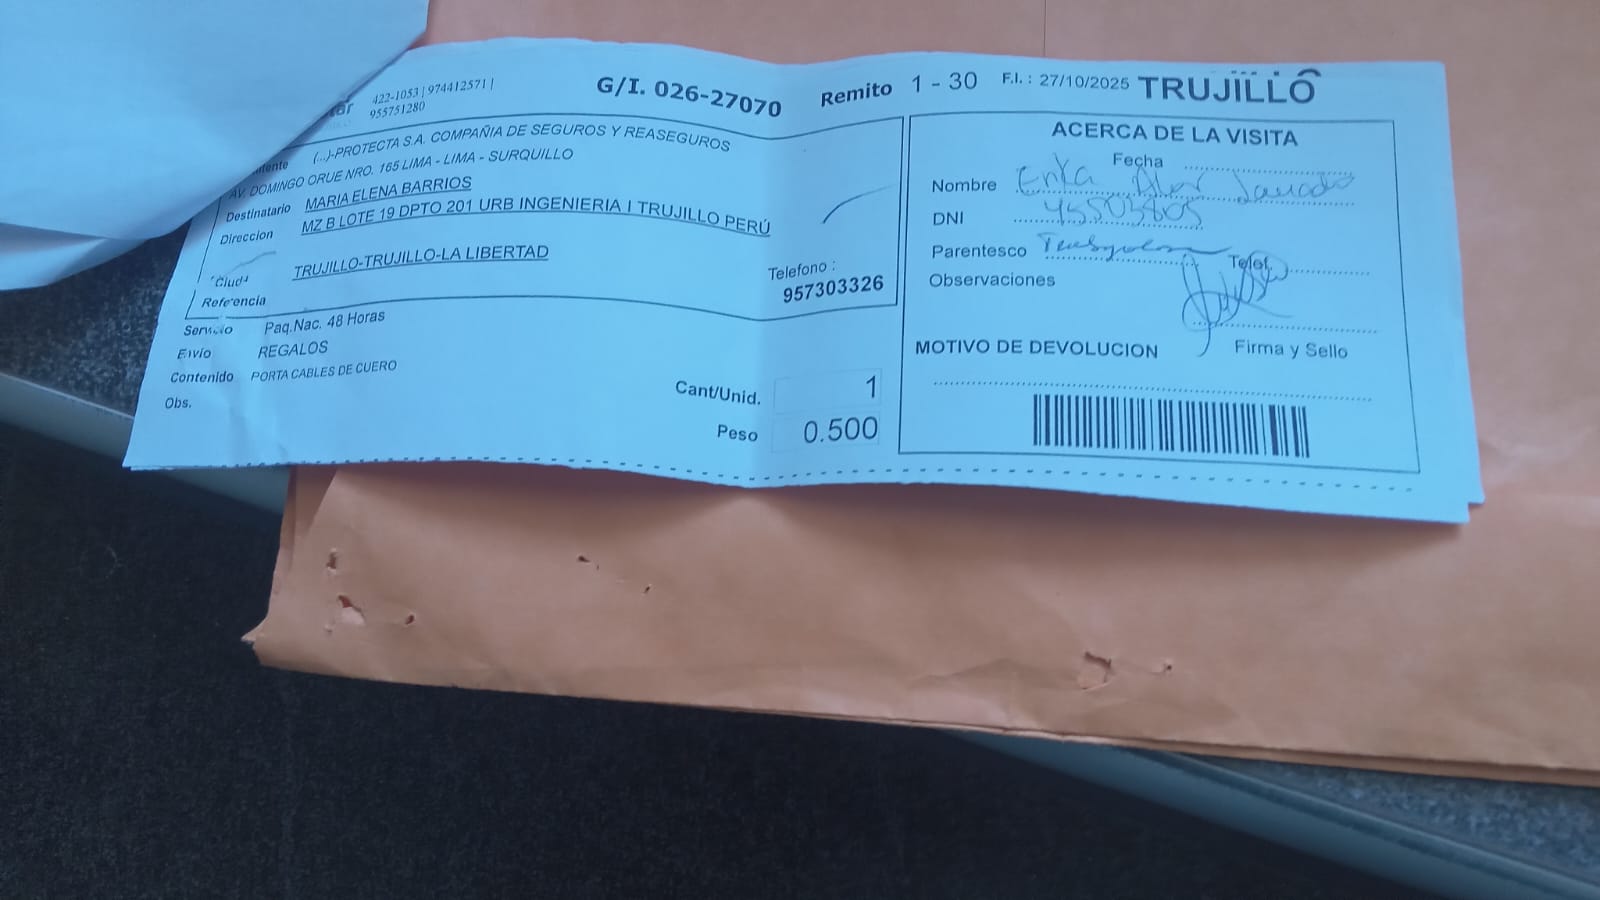 422-1053 | 974412571 |
955751280
G/I. 026-27070
Remito 1 - 30
F.I. : 27/10/2025 TRUJILLO
(...)-PROTECTA S.A. COMPAÑIA DE SEGUROS Y REASEGUROS
AV. DOMINGO ORUE NRO. 165 LIMA - LIMA - SURQUILLO
Destinatario MARIA ELENA BARRIOS
Direccion MZ B LOTE 19 DPTO 201 URB INGENIERIA I TRUJILLO PERÚ
TRUJILLO-TRUJILLO-LA LIBERTAD
Referencia
Telefono :
957303326
Servicio Paq.Nac. 48 Horas
Envío REGALOS
Contenido PORTA CABLES DE CUERO
Obs.
Cant/Unid. 1
Peso 0.500
ACERCA DE LA VISITA
Fecha
Nombre
DNI
Parentesco
Telef.
Observaciones
Firma y Sello
MOTIVO DE DEVOLUCION